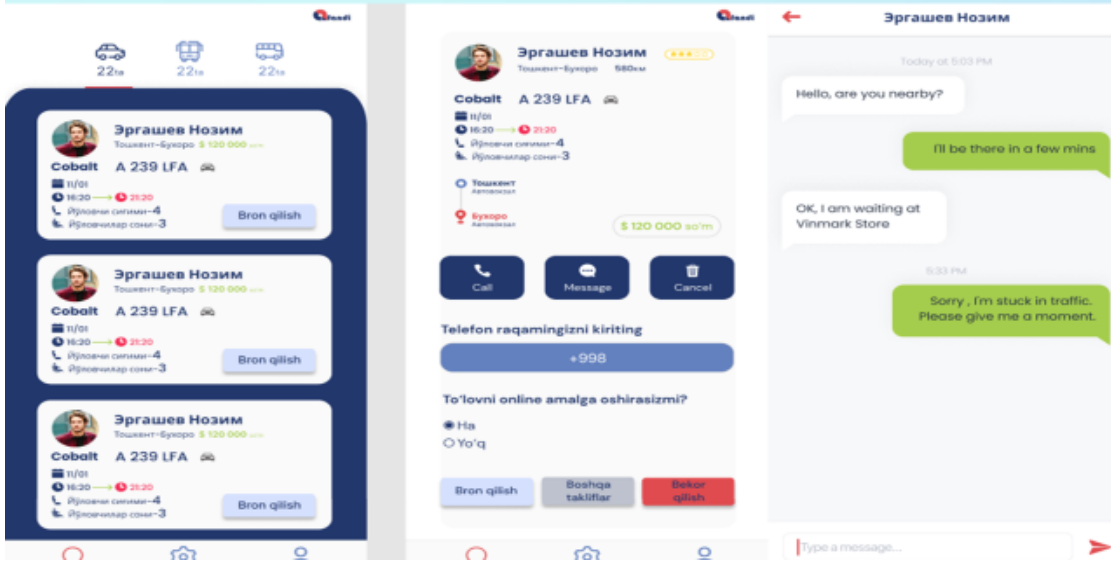 Afandi
22ta
22ta
22ta
Эргашев Нозим
Тошкент-Бухоро $ 120 000 so'm
Cobalt A 239 LFA
11/01
16:20 21:20
Йўловчи сиғими-4
Йўловчилар сони-3
Bron qilish
Эргашев Нозим
Тошкент-Бухоро $ 120 000 so'm
Cobalt A 239 LFA
11/01
16:20 21:20
Йўловчи сиғими-4
Йўловчилар сони-3
Bron qilish
Эргашев Нозим
Тошкент-Бухоро $ 120 000 so'm
Cobalt A 239 LFA
11/01
16:20 21:20
Йўловчи сиғими-4
Йўловчилар сони-3
Bron qilish
Afandi
Эргашев Нозим
Тошкент-Бухоро 580км
Cobalt A 239 LFA
11/01
16:20 21:20
Йўловчи сиғими-4
Йўловчилар сони-3
Тошкент
Автовокзал
Бухоро
Автовокзал
$ 120 000 so'm
Call
Message
Cancel
Telefon raqamingizni kiriting
+998
To'lovni online amalga oshirasizmi?
Ha
Yo'q
Bron qilish
Boshqa
takliflar
Bekor
qilish
Эргашев Нозим
Today at 5:03 PM
Hello, are you nearby?
I'll be there in a few mins
OK, I am waiting at
Vinmark Store
5:33 PM
Sorry , I'm stuck in traffic.
Please give me a moment.
Type a message...